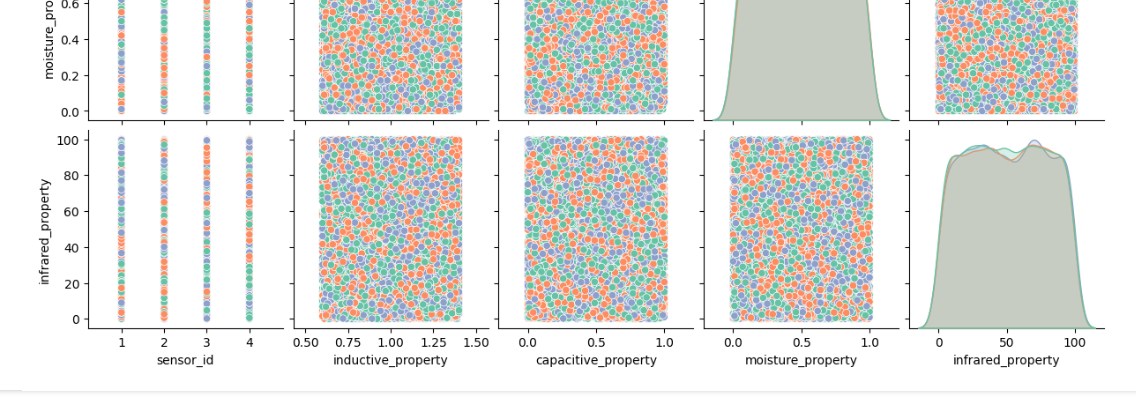 moisture_pro
0.6
0.4
0.2
0.0
infrared_property
100
80
60
40
20
0
1 2 3 4
0.50 0.75 1.00 1.25 1.50
0.0 0.5 1.0
0.0 0.5 1.0
0 50 100
sensor_id
inductive_property
capacitive_property
moisture_property
infrared_property